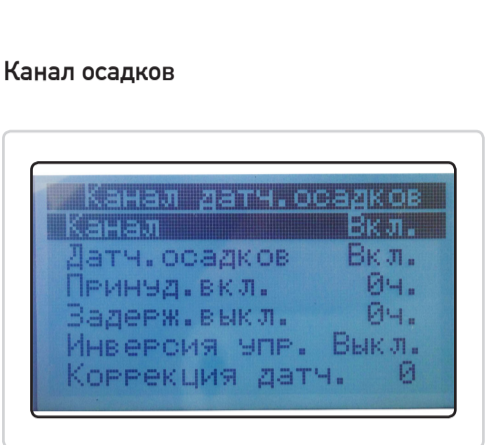 Канал осадков
Канал датч.осадков
Канал Вкл.
Датч.осадков Вкл.
Принуд.вкл. 0ч.
Задерж.выкл. 0ч.
Инверсия упр. Выкл.
Коррекция датч. 0